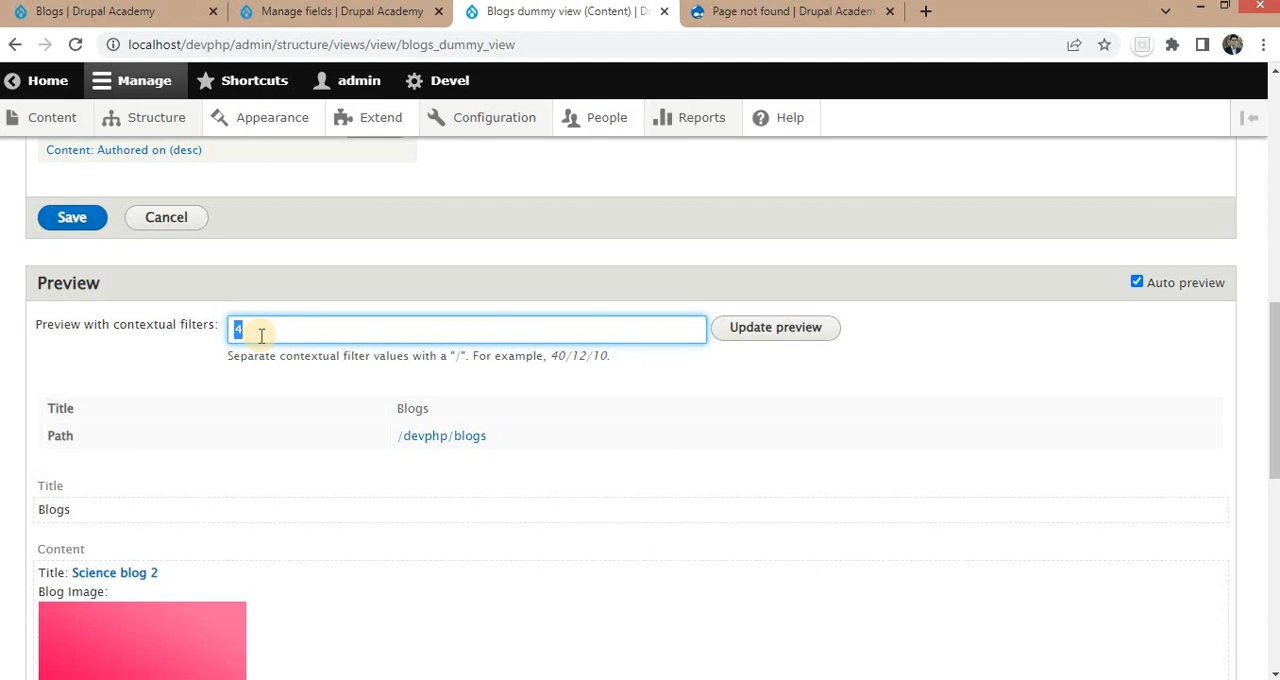 Blogs | Drupal Academy
Manage fields | Drupal Academy
Blogs dummy view (Content) | D
Page not found | Drupal Academ
localhost/devphp/admin/structure/views/view/blogs_dummy_view
Home Manage Shortcuts admin Devel
Content Structure Appearance Extend Configuration People Reports Help
Content: Authored on (desc)
Save Cancel
Preview
Auto preview
Preview with contextual filters: 4 Update preview
Separate contextual filter values with a "/". For example, 40/12/10.
Title Blogs
Path /devphp/blogs
Title
Blogs
Content
Title: Science blog 2
Blog Image: